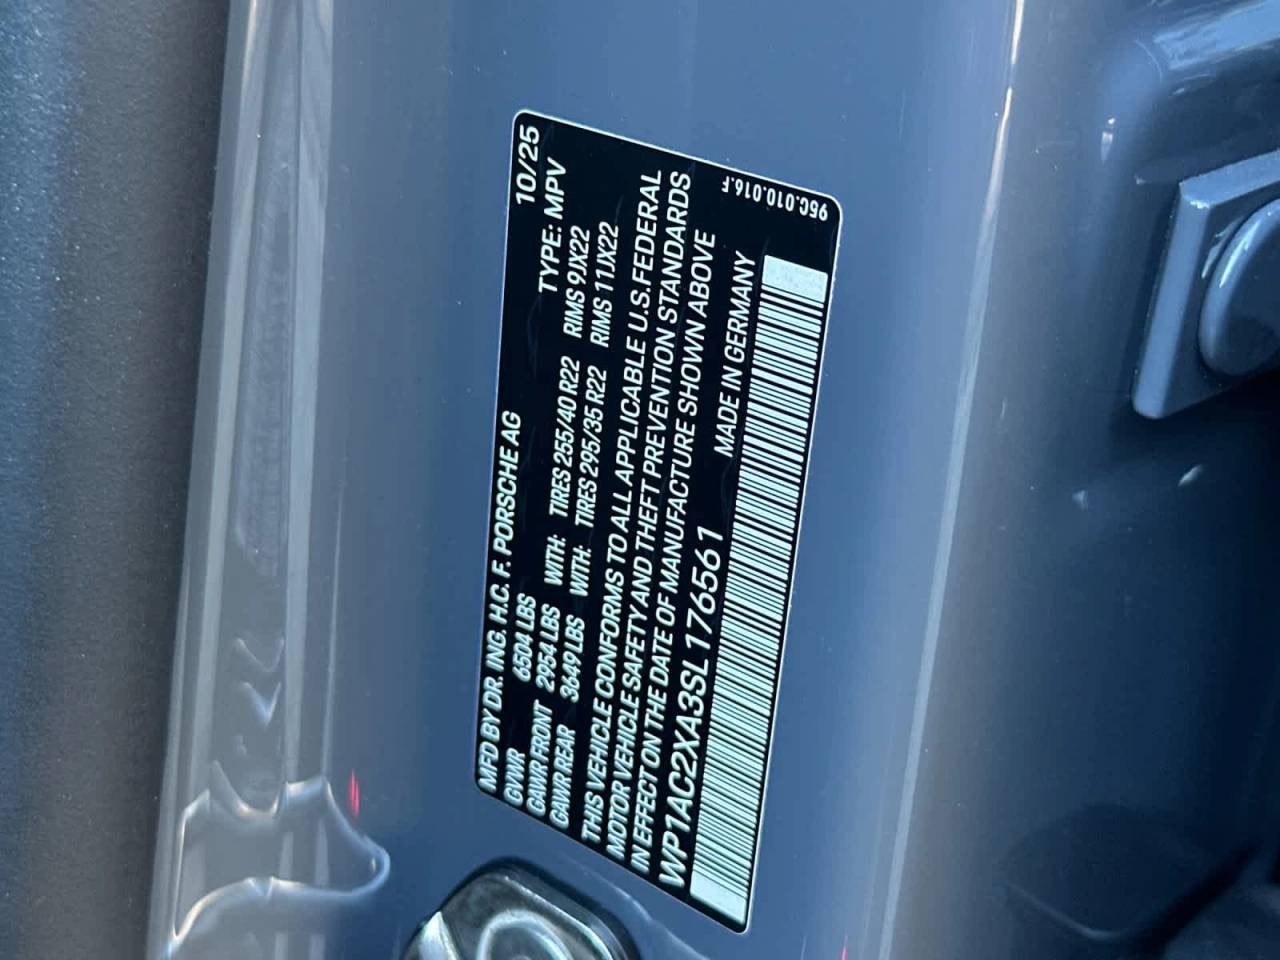 MFD BY DR. ING. H.C. F. PORSCHE AG 10/25
GVWR 6504 LBS TYPE: MPV
GAWR FRONT 2954 LBS WITH: TIRES 255/40 R22 RIMS 9JX22
GAWR REAR 3649 LBS WITH: TIRES 295/35 R22 RIMS 11JX22
THIS VEHICLE CONFORMS TO ALL APPLICABLE U.S. FEDERAL
MOTOR VEHICLE SAFETY AND THEFT PREVENTION STANDARDS
IN EFFECT ON THE DATE OF MANUFACTURE SHOWN ABOVE
WP1AC2XA3SL176561 MADE IN GERMANY
95C.010.016.F